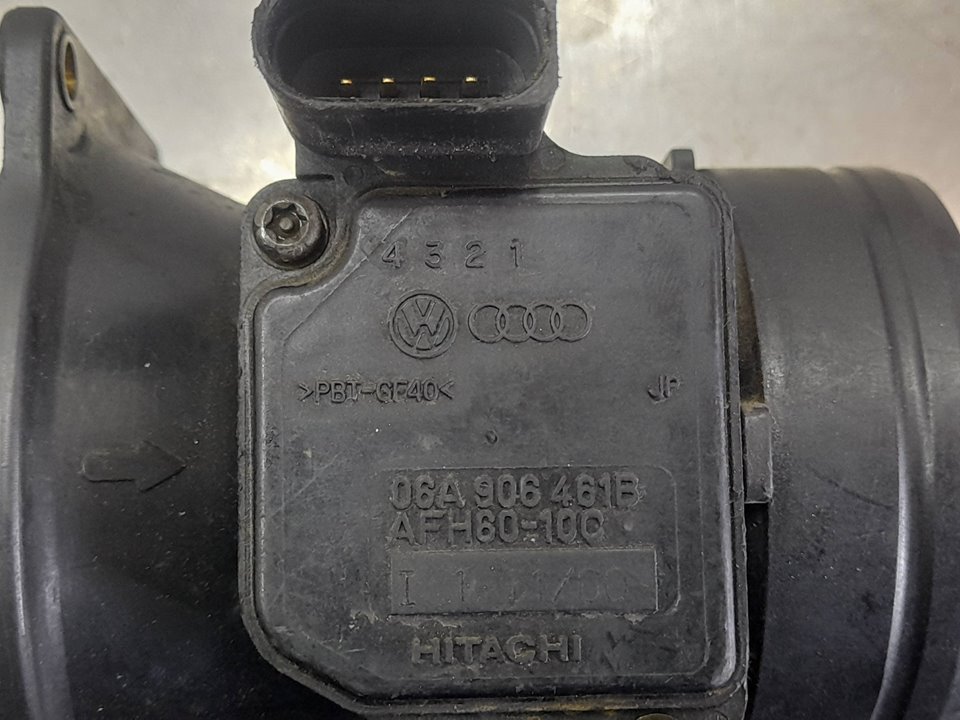 4 3 2 1
>PBT-GF40<
JP
06A 906 461B
AFH60-10C
HITACHI